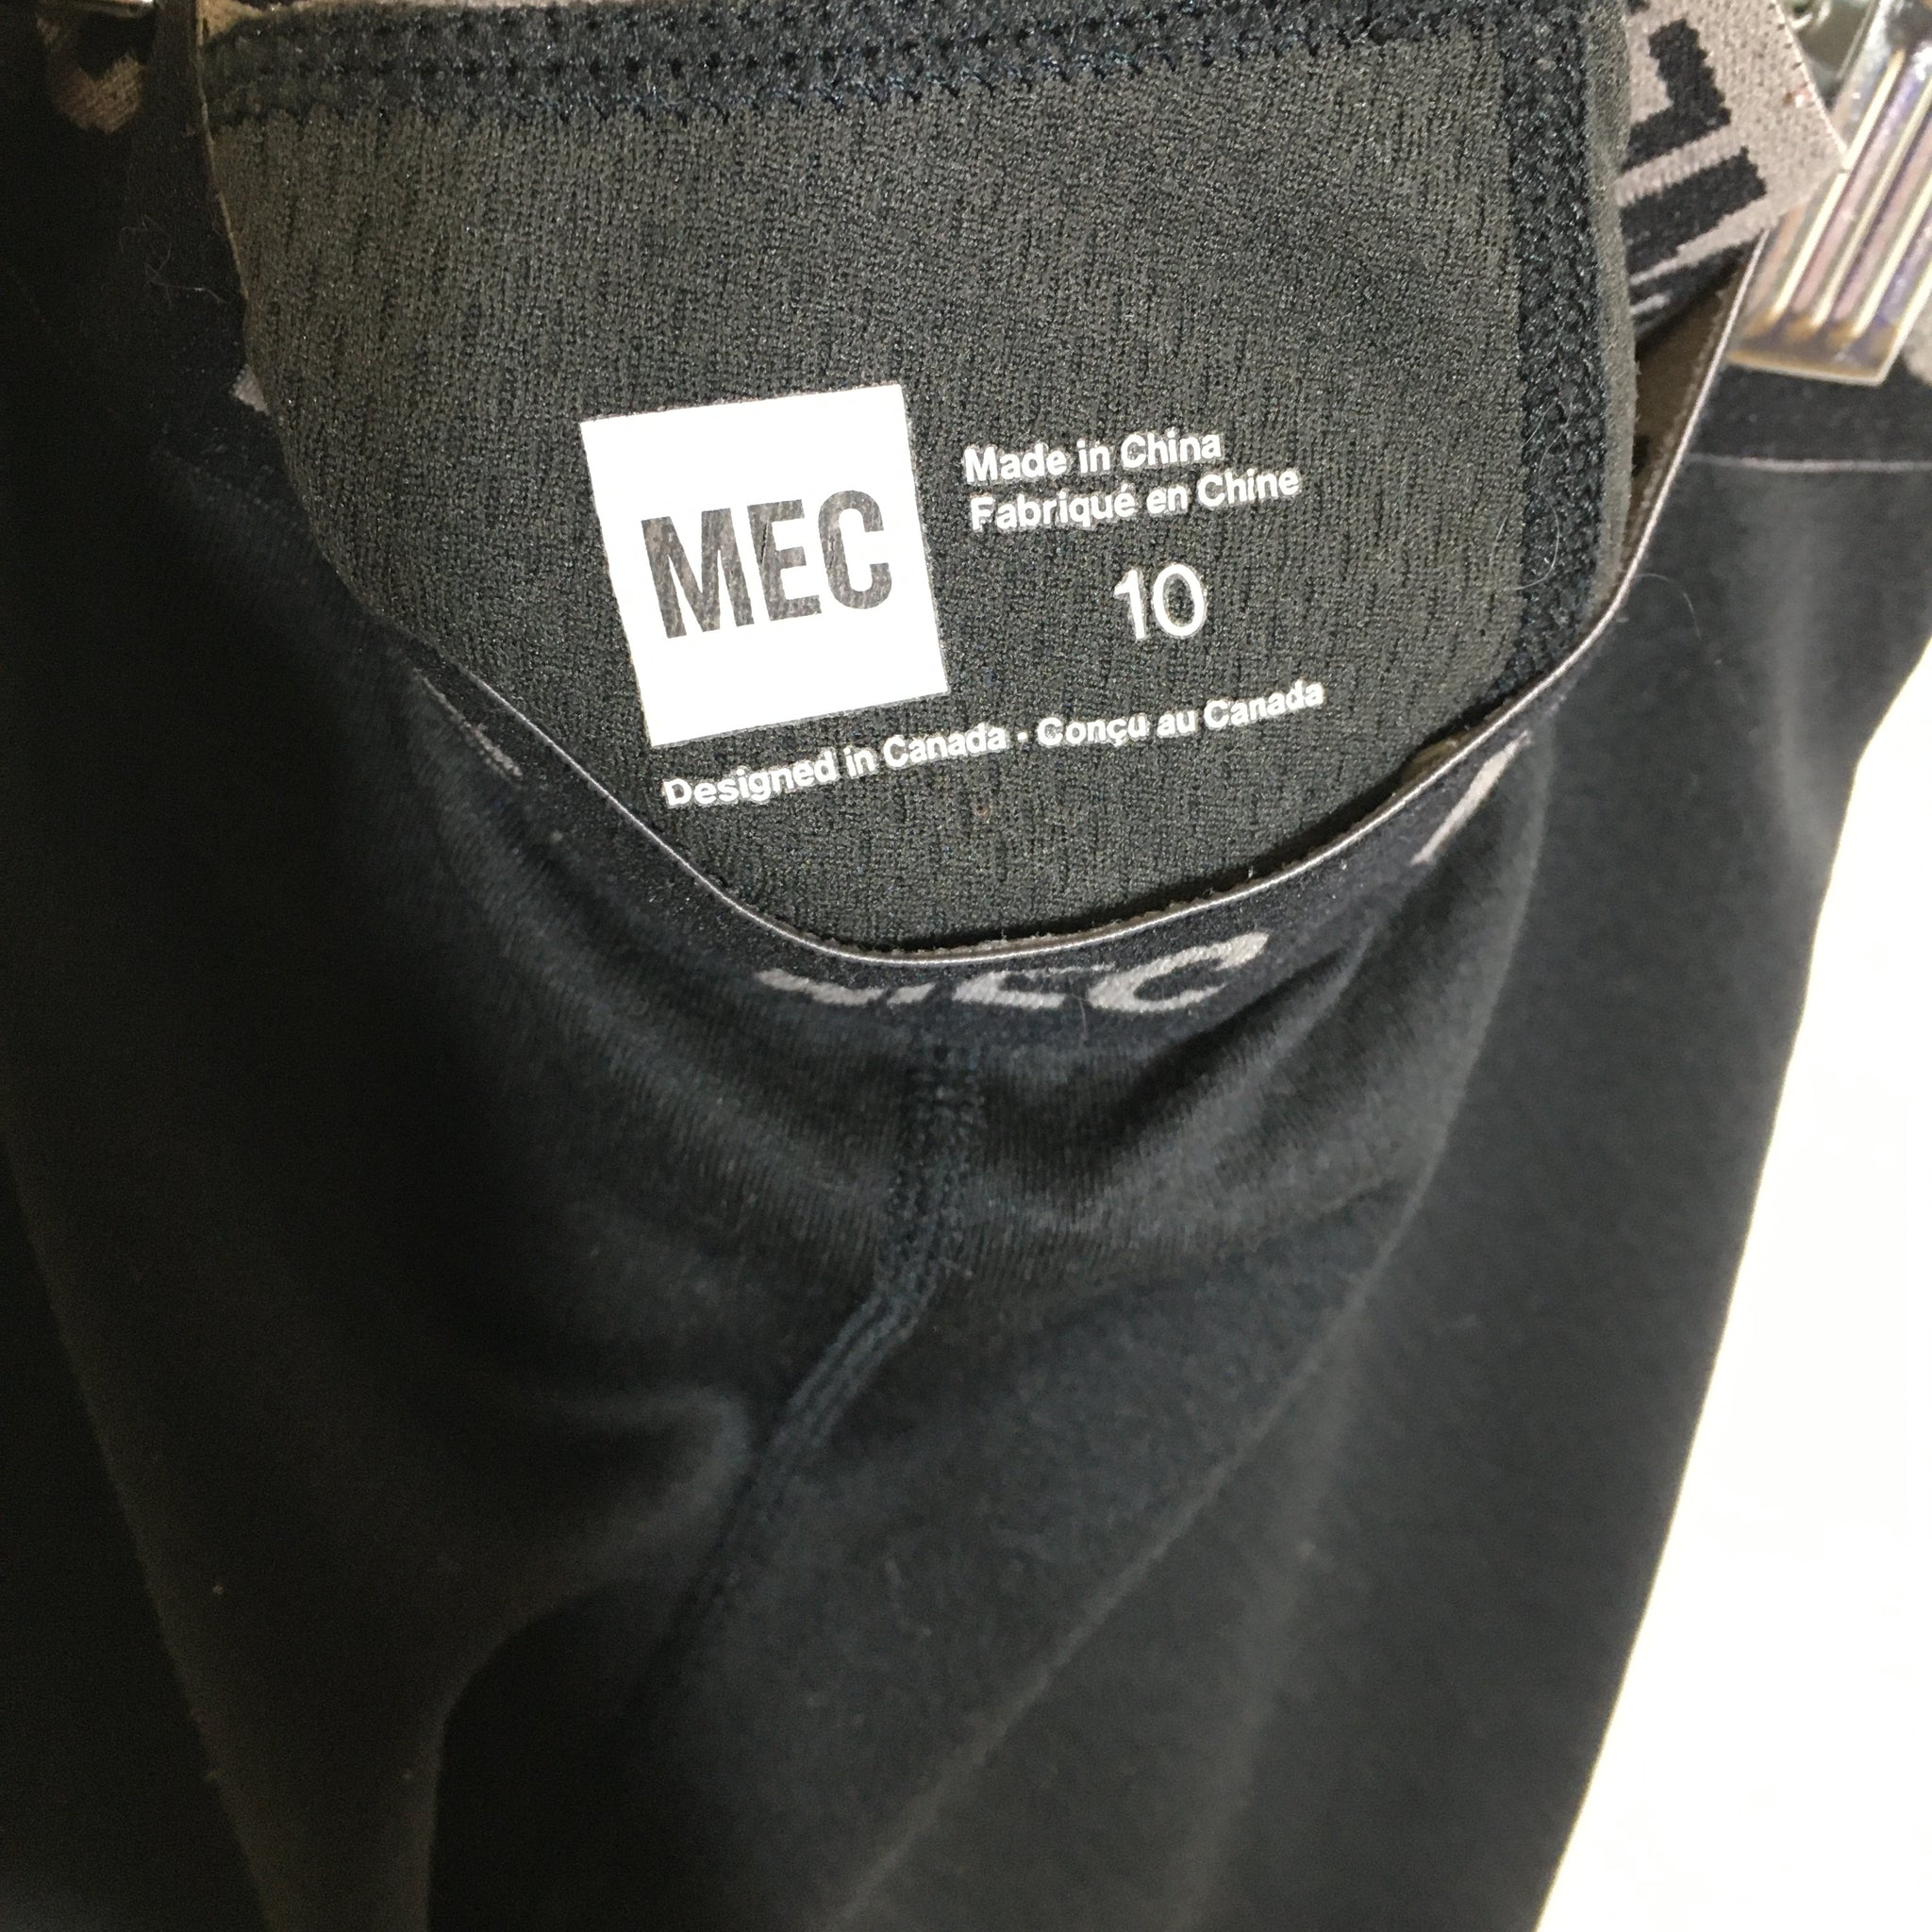 MEC
Made in China
Fabriqué en Chine
10
Designed in Canada · Conçu au Canada